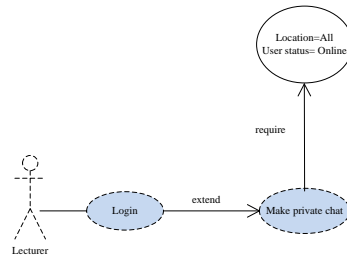 Location=All
User status= Online
require
Login
extend
Make private chat
Lecturer